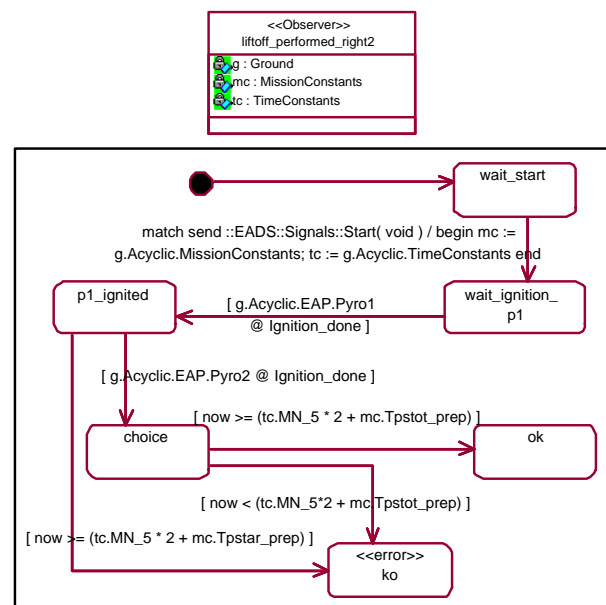 <<Observer>>
liftoff_performed_right2
g : Ground
mc : MissionConstants
tc : TimeConstants
wait_start
match send ::EADS::Signals::Start( void ) / begin mc :=
g.Acyclic.MissionConstants; tc := g.Acyclic.TimeConstants end
p1_ignited
wait_ignition_
p1
[ g.Acyclic.EAP.Pyro1
@ Ignition_done ]
[ g.Acyclic.EAP.Pyro2 @ Ignition_done ]
[ now >= (tc.MN_5 * 2 + mc.Tpstot_prep) ]
choice
ok
[ now < (tc.MN_5*2 + mc.Tpstot_prep) ]
[ now >= (tc.MN_5 * 2 + mc.Tpstar_prep) ]
<<error>>
ko